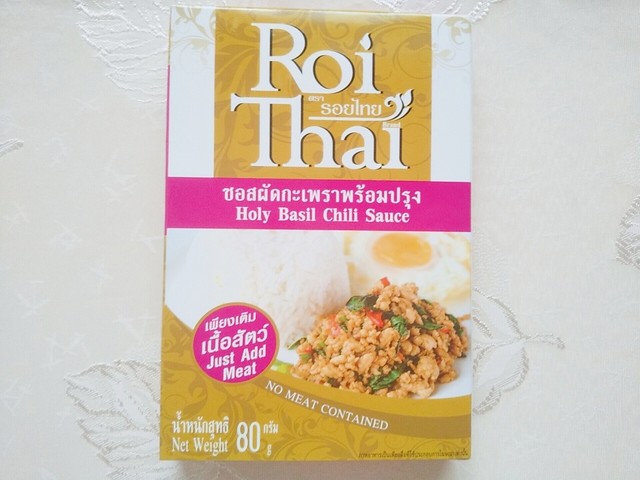 Roi
ตรา รอยไทย
Thai
Brand
ซอสผัดกะเพราพร้อมปรุง
Holy Basil Chili Sauce
เพียงเติม
เนื้อสัตว์
Just Add
Meat
NO MEAT CONTAINED
น้ำหนักสุทธิ 80 กรัม
Net Weight 80 g